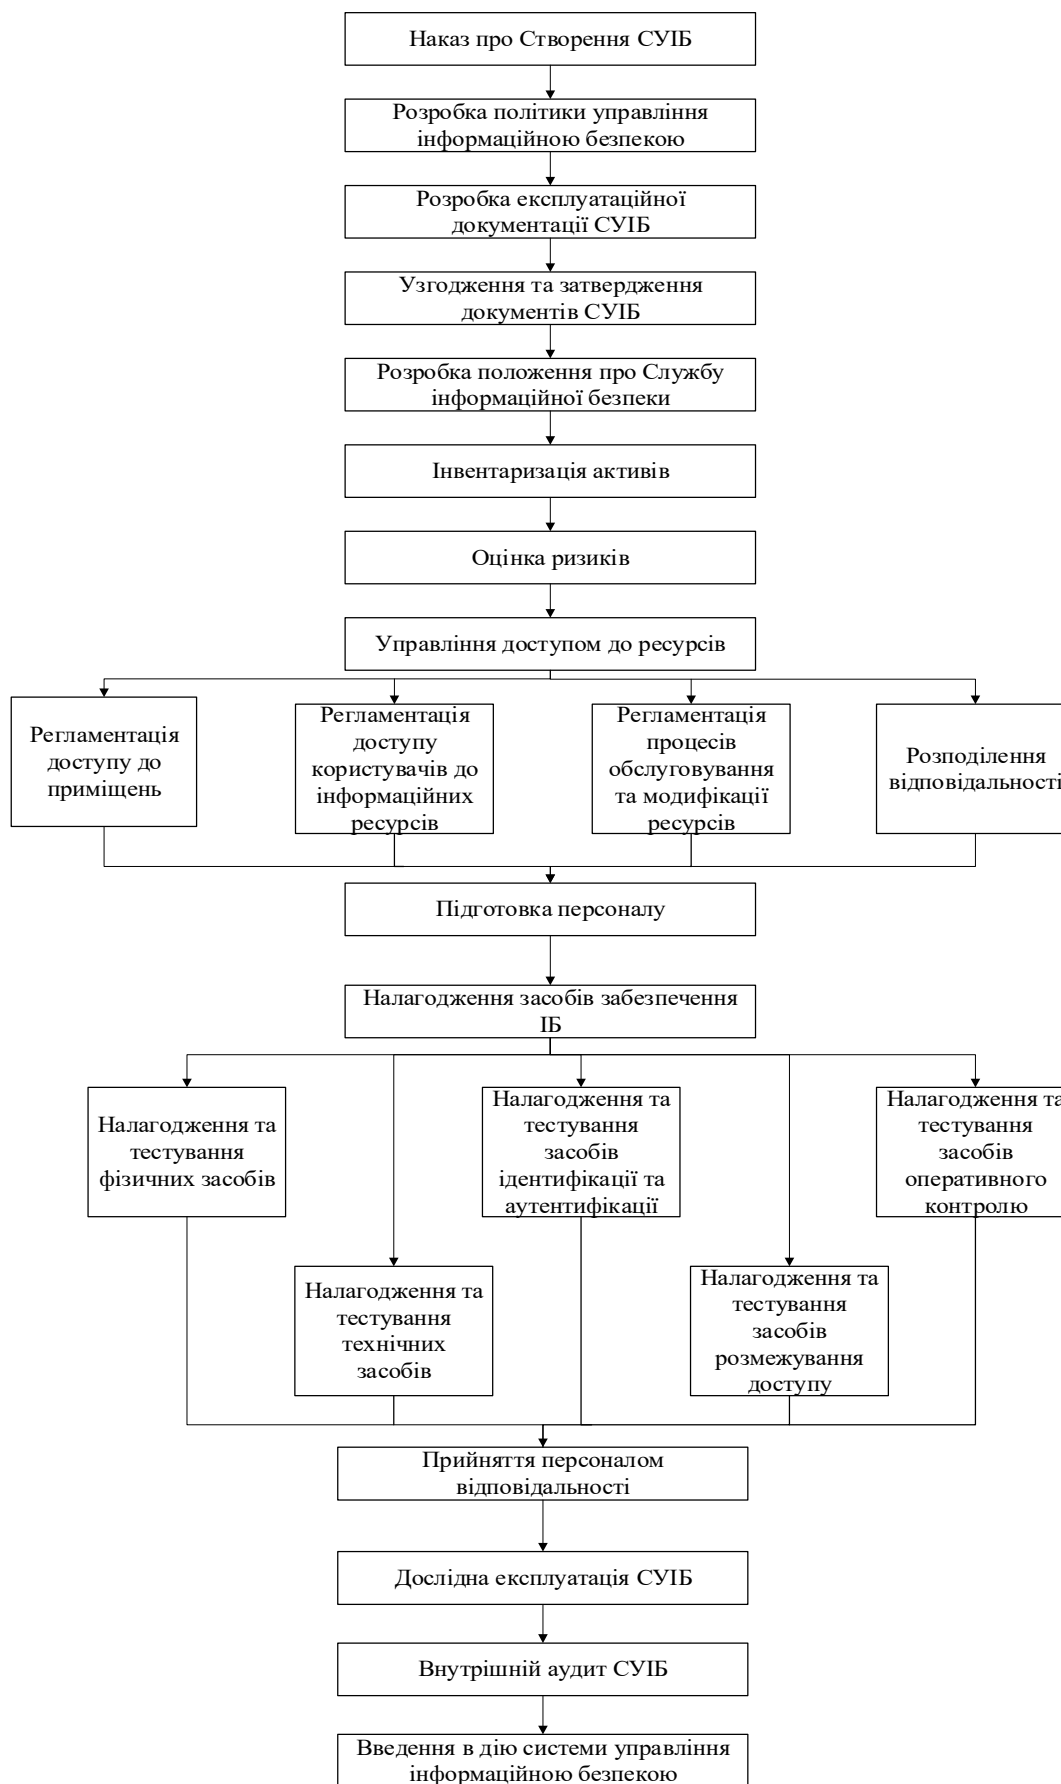 Наказ про Створення СУІБ
Розробка політики управління
інформаційною безпекою
Розробка експлуатаційної
документації СУІБ
Узгодження та затвердження
документів СУІБ
Розробка положення про Службу
інформаційної безпеки
Інвентаризація активів
Оцінка ризиків
Управління доступом до ресурсів
Регламентація
доступу до
приміщень
Регламентація
доступу
користувачів до
інформаційних
ресурсів
Регламентація
процесів
обслуговування
та модифікації
ресурсів
Розподілення
відповідальності
Підготовка персоналу
Налагодження засобів забезпечення
ІБ
Налагодження та
тестування
фізичних засобів
Налагодження та
тестування
засобів
ідентифікації та
аутентифікації
Налагодження та
тестування
засобів
оперативного
контролю
Налагодження та
тестування
технічних
засобів
Налагодження та
тестування
засобів
розмежування
доступу
Прийняття персоналом
відповідальності
Дослідна експлуатація СУІБ
Внутрішній аудит СУІБ
Введення в дію системи управління
інформаційною безпекою